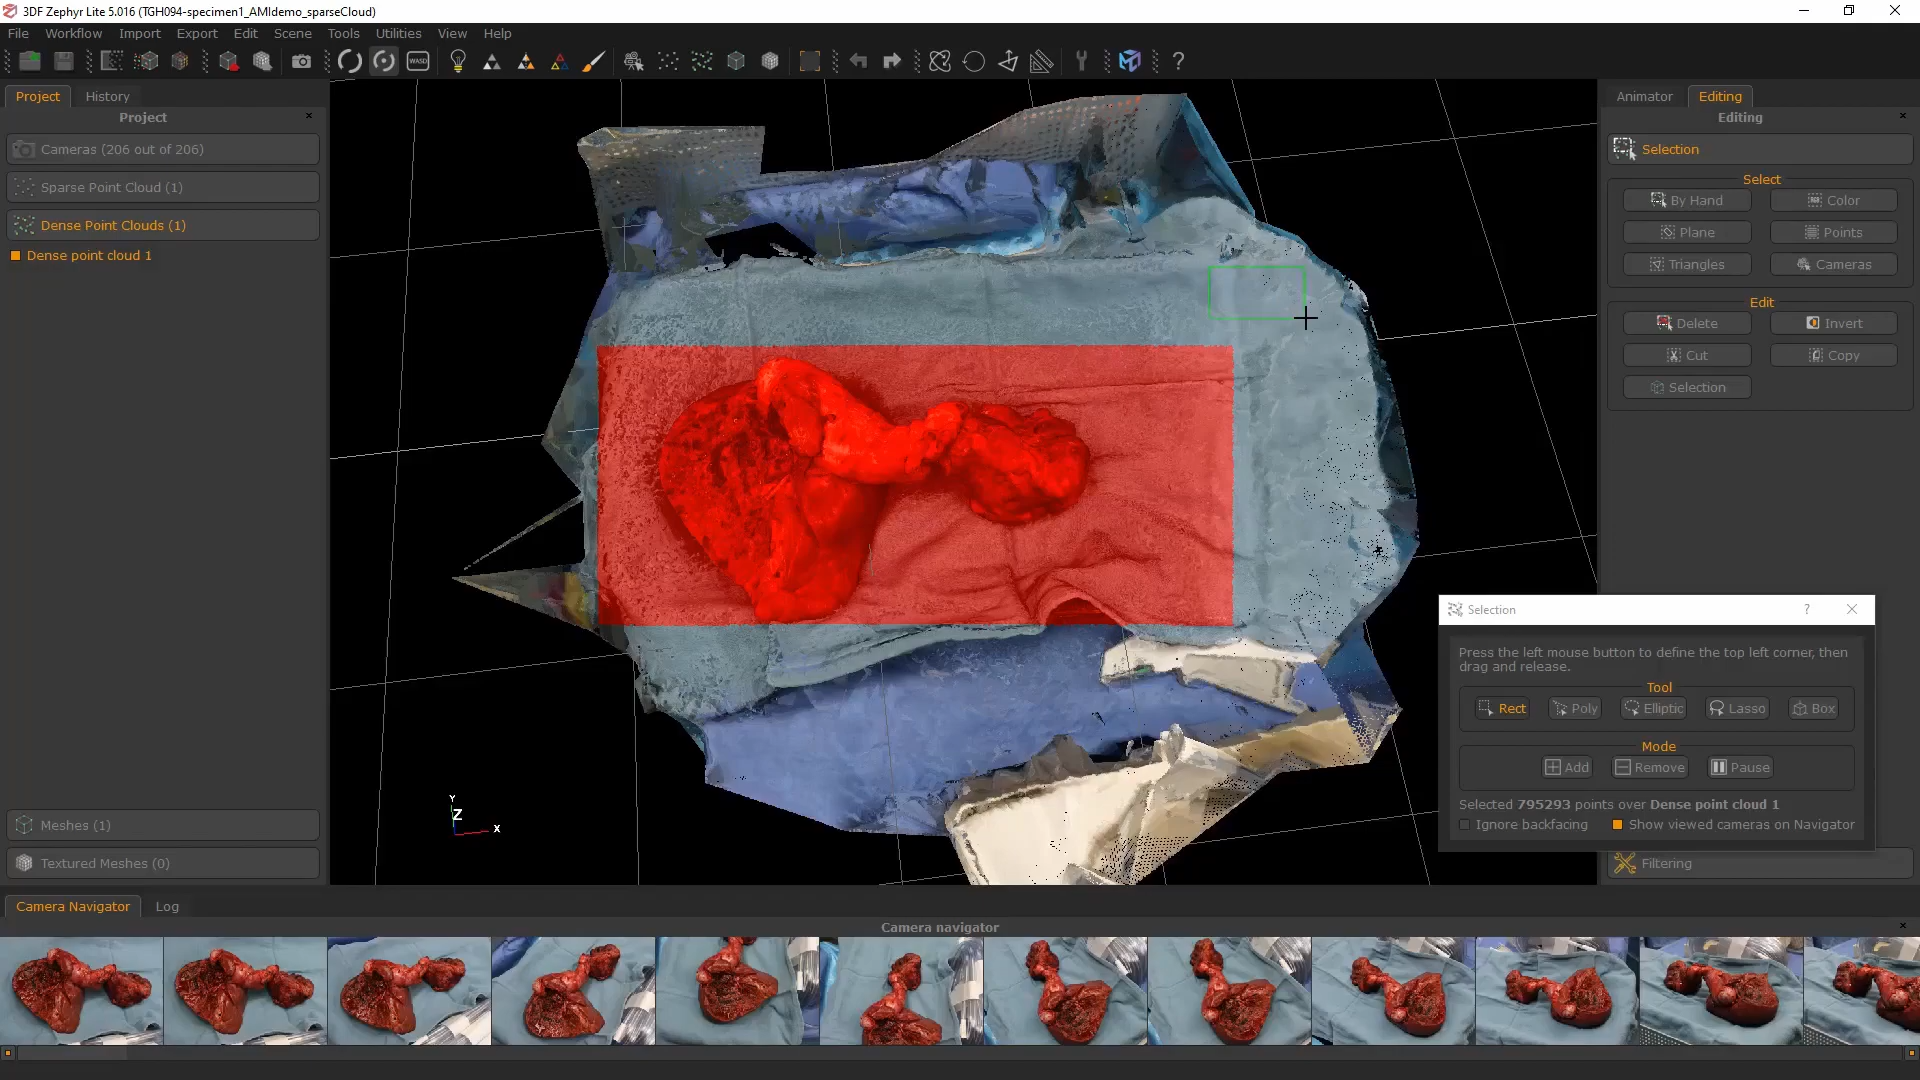 3DF Zephyr Lite 5.016 (TGH094-specimen1_AMIdemo_sparseCloud)
File Workflow Import Export Edit Scene Tools Utilities View Help
WASD
?
Project History
Project
Cameras (206 out of 206)
Sparse Point Cloud (1)
Dense Point Clouds (1)
Dense point cloud 1
Meshes (1)
Textured Meshes (0)
Y
Z
X
Animator Editing
Editing
Selection
Select
By Hand Color
Plane Points
Triangles Cameras
Edit
Delete Invert
Cut Copy
Selection
Selection ?
Press the left mouse button to define the top left corner, then
drag and release.
Tool
Rect Poly Elliptic Lasso Box
Mode
Add Remove Pause
Selected 795293 points over Dense point cloud 1
Ignore backfacing Show viewed cameras on Navigator
Filtering
Camera Navigator Log
Camera navigator